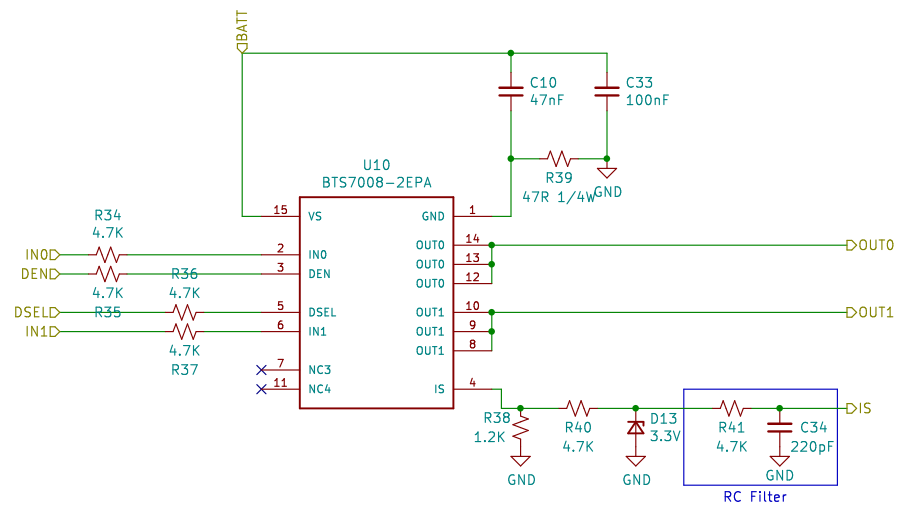 BATT
C10
47nF
C33
100nF
R39
47R 1/4W
GND
U10
BTS7008-2EPA
15
VS
GND
1
R34
4.7K
IN0
2
IN0
OUT0
14
OUT0
DEN
3
DEN
OUT0
13
4.7K
R35
R36
4.7K
OUT0
12
DSEL
5
DSEL
OUT1
10
OUT1
IN1
6
IN1
OUT1
9
4.7K
R37
OUT1
8
7
NC3
11
NC4
IS
4
IS
R38
1.2K
GND
R40
4.7K
D13
3.3V
GND
R41
4.7K
C34
220pF
GND
RC Filter